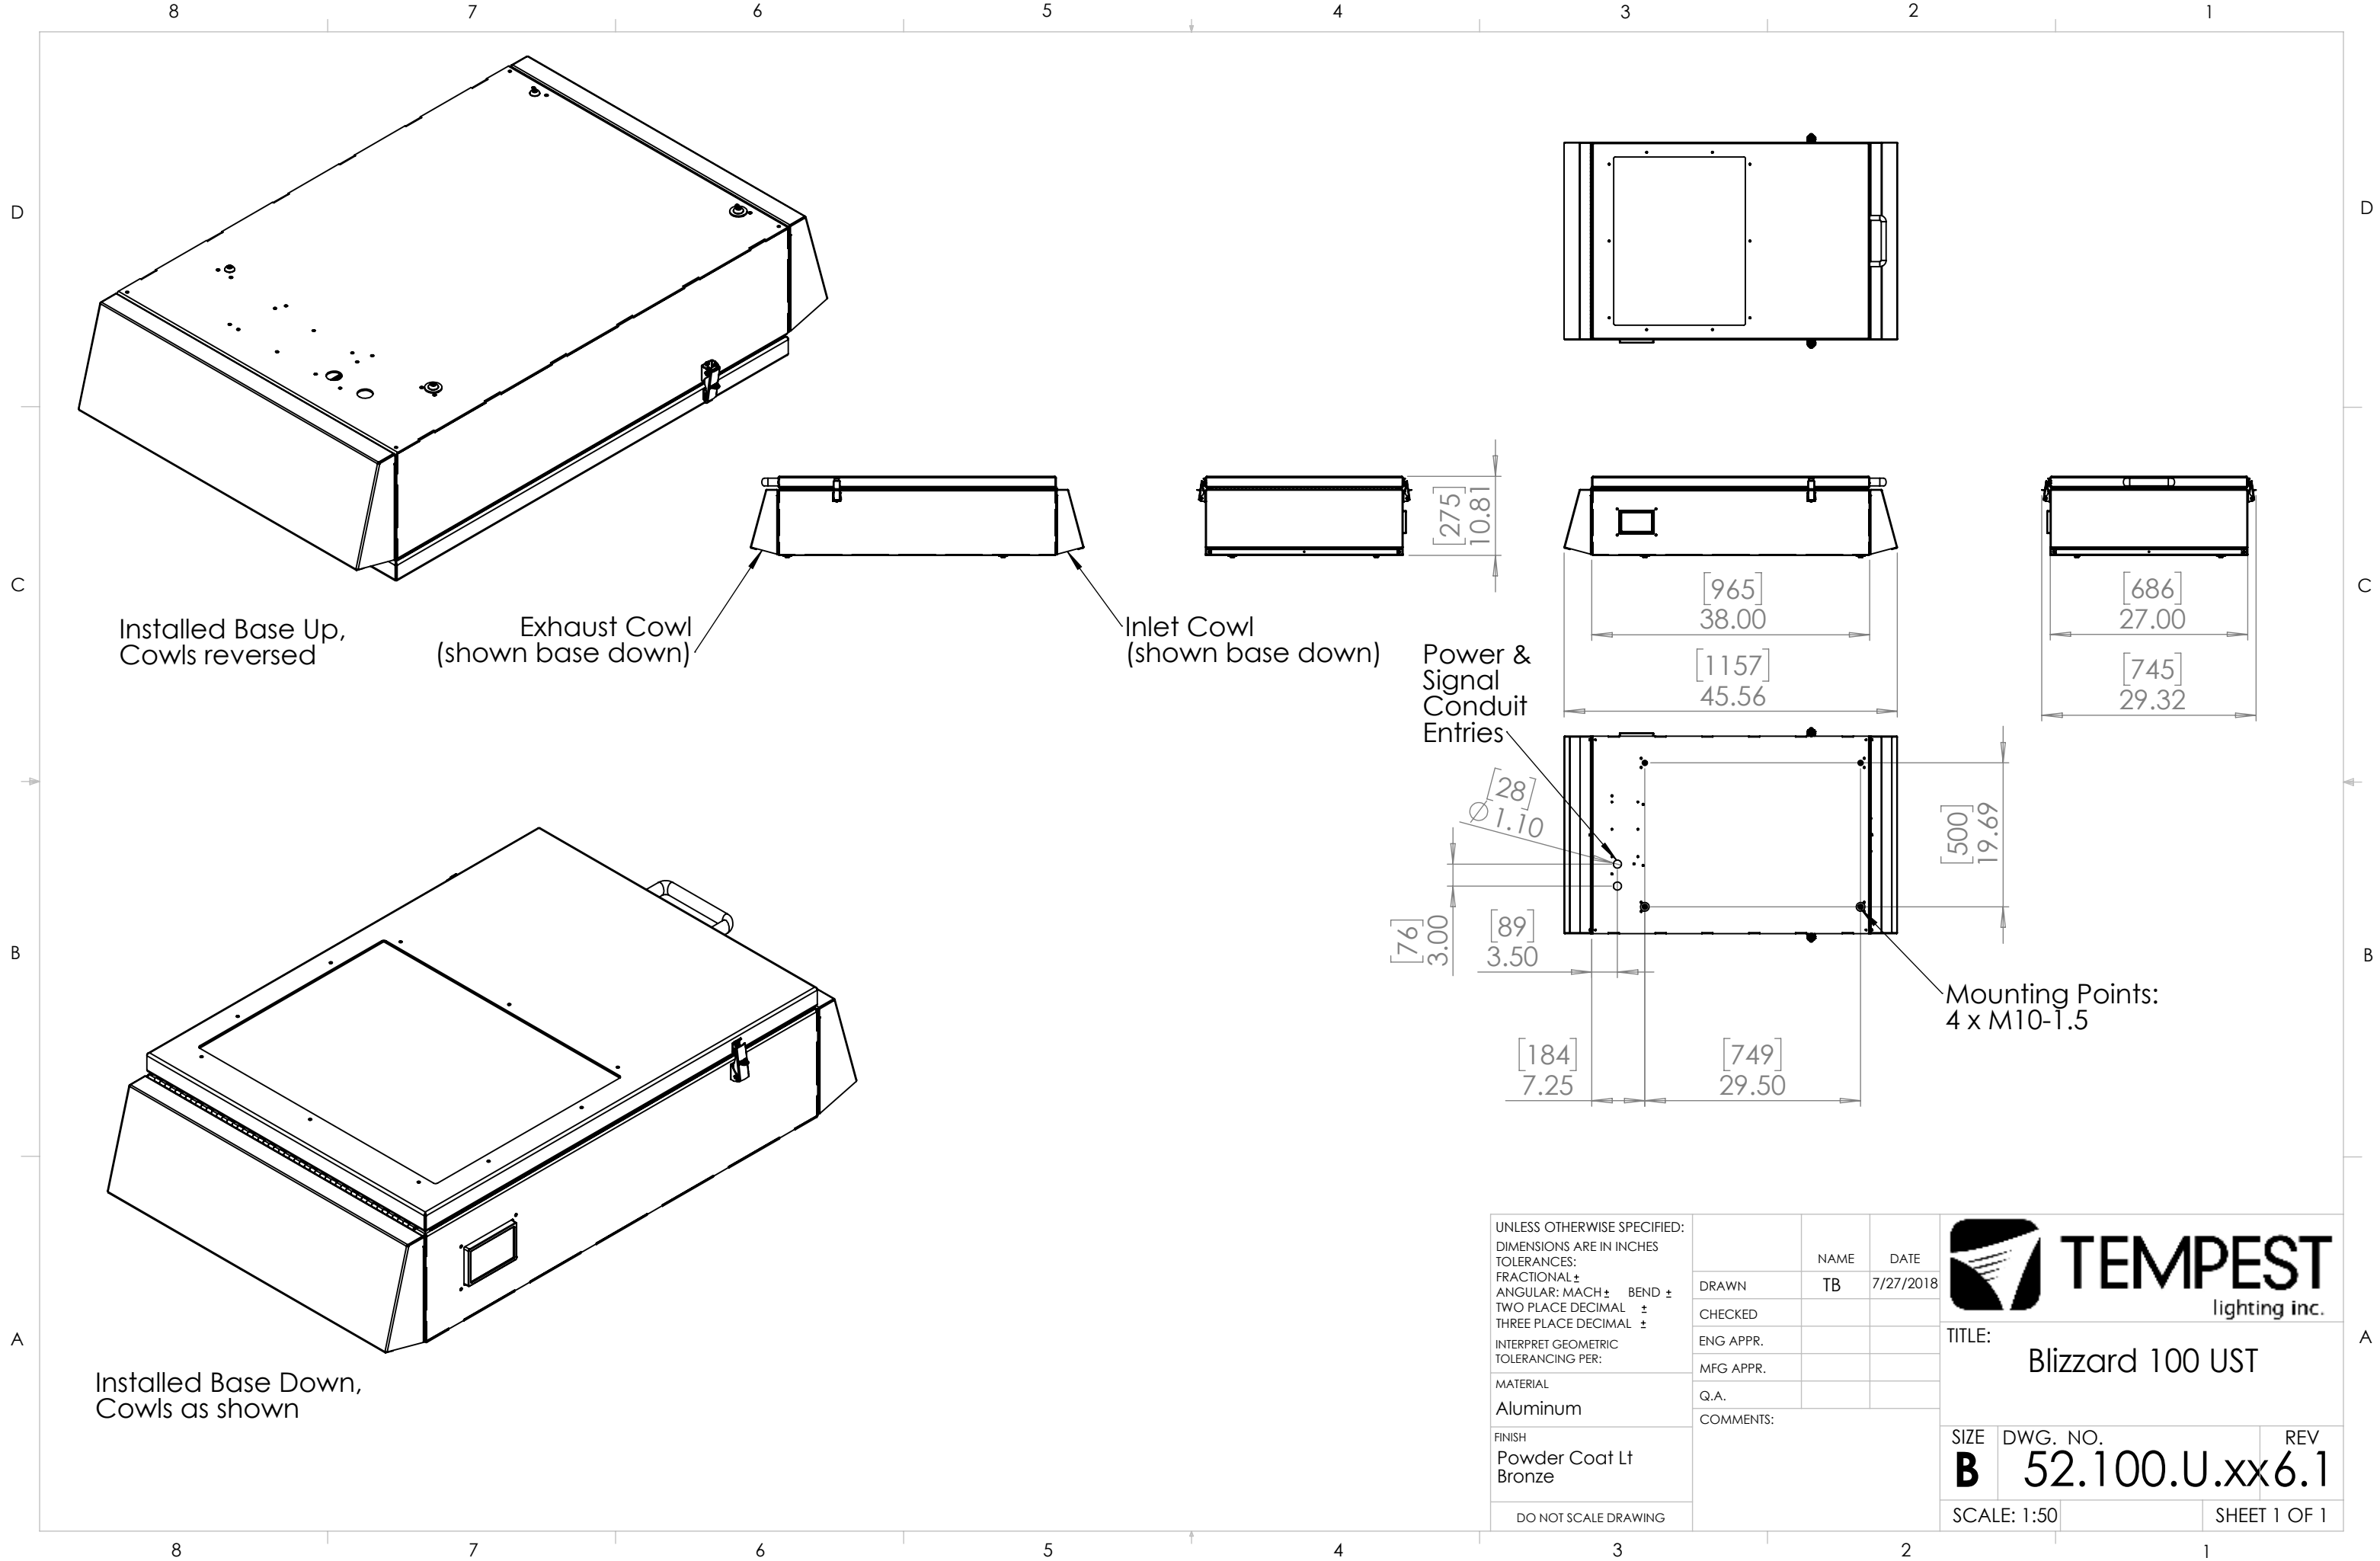 8 7 6 5 4 3 2 1
D D
[275]
10.81
C C
[965]
38.00
[686]
27.00
Installed Base Up,
Cowls reversed
Exhaust Cowl
(shown base down)
Inlet Cowl
(shown base down)
[1157]
45.56
[745]
29.32
Power &
Signal
Conduit
Entries
[28]
∅1.10
[500]
19.69
[76]
3.00
[89]
3.50
B B
Mounting Points:
4 x M10-1.5
[184]
7.25
[749]
29.50
Installed Base Down,
Cowls as shown
A A
UNLESS OTHERWISE SPECIFIED:
DIMENSIONS ARE IN INCHES
TOLERANCES:
FRACTIONAL ±
ANGULAR: MACH ± BEND ±
TWO PLACE DECIMAL ±
THREE PLACE DECIMAL ±
INTERPRET GEOMETRIC
TOLERANCING PER:
MATERIAL
Aluminum
FINISH
Powder Coat Lt
Bronze
DO NOT SCALE DRAWING
NAME DATE
DRAWN TB 7/27/2018
CHECKED
ENG APPR.
MFG APPR.
Q.A.
COMMENTS:
TEMPEST
lighting inc.
TITLE:
Blizzard 100 UST
SIZE DWG. NO. REV
B 52.100.U.xx 6.1
SCALE: 1:50 SHEET 1 OF 1
8 7 6 5 4 3 2 1